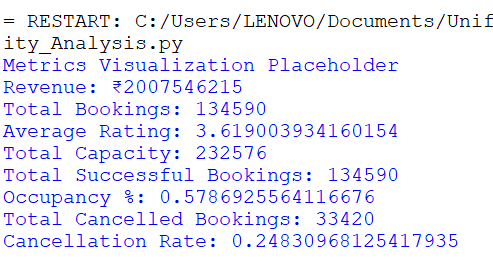 = RESTART: C:/Users/LENOVO/Documents/Unif
ity_Analysis.py
Metrics Visualization Placeholder
Revenue: ₹2007546215
Total Bookings: 134590
Average Rating: 3.619003934160154
Total Capacity: 232576
Total Successful Bookings: 134590
Occupancy %: 0.5786925564116676
Total Cancelled Bookings: 33420
Cancellation Rate: 0.24830968125417935